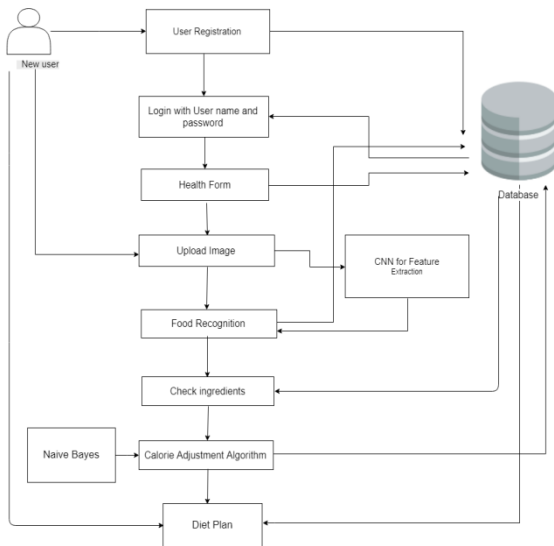 User Registration
New user
Login with User name and
password
Health Form
Database
Upload Image
CNN for Feature
Extraction
Food Recognition
Check ingredients
Naive Bayes
Calorie Adjustment Algorithm
Diet Plan